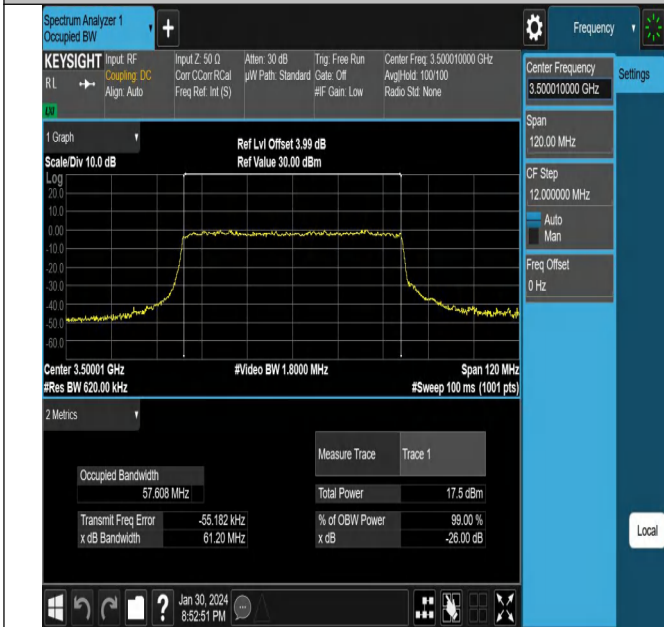 Spectrum Analyzer 1
Occupied BW
Frequency
KEYSIGHT
RL
LXI
Input: RF
Coupling: DC
Align: Auto
Input Z: 50 Ω
Corr CCorr RCal
Freq Ref: Int (S)
Atten: 30 dB
µW Path: Standard
Trig: Free Run
Gate: Off
#IF Gain: Low
Center Freq: 3.500010000 GHz
Avg|Hold: 100/100
Radio Std: None
Center Frequency
3.500010000 GHz
Settings
Span
120.00 MHz
CF Step
12.000000 MHz
Auto
Man
Freq Offset
0 Hz
Local
1 Graph
Scale/Div 10.0 dB
Ref Lvl Offset 3.99 dB
Ref Value 30.00 dBm
Log
20.0
10.0
0.00
-10.0
-20.0
-30.0
-40.0
-50.0
-60.0
Center 3.50001 GHz
#Video BW 1.8000 MHz
Span 120 MHz
#Res BW 620.00 kHz
#Sweep 100 ms (1001 pts)
2 Metrics
Measure Trace Trace 1
Occupied Bandwidth
57.608 MHz
Total Power 17.5 dBm
Transmit Freq Error -55.182 kHz
% of OBW Power 99.00 %
x dB Bandwidth 61.20 MHz
x dB -26.00 dB
?
Jan 30, 2024
8:52:51 PM